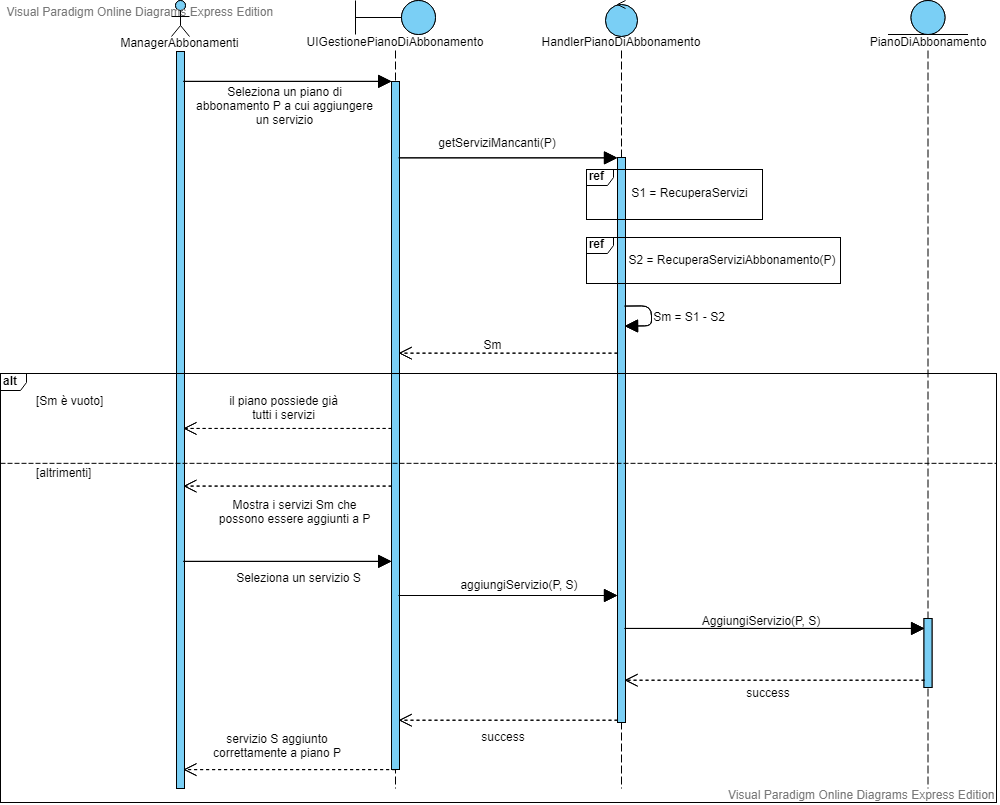 Visual Paradigm Online Diagrams Express Edition
ManagerAbbonamenti
UIGestionePianoDiAbbonamento
HandlerPianoDiAbbonamento
PianoDiAbbonamento
Seleziona un piano di
abbonamento P a cui aggiungere
un servizio
getServiziMancanti(P)
ref
S1 = RecuperaServizi
ref
S2 = RecuperaServiziAbbonamento(P)
Sm = S1 - S2
Sm
alt
[Sm è vuoto]
il piano possiede già
tutti i servizi
[altrimenti]
Mostra i servizi Sm che
possono essere aggiunti a P
Seleziona un servizio S
aggiungiServizio(P, S)
AggiungiServizio(P, S)
success
success
servizio S aggiunto
correttamente a piano P
Visual Paradigm Online Diagrams Express Edition